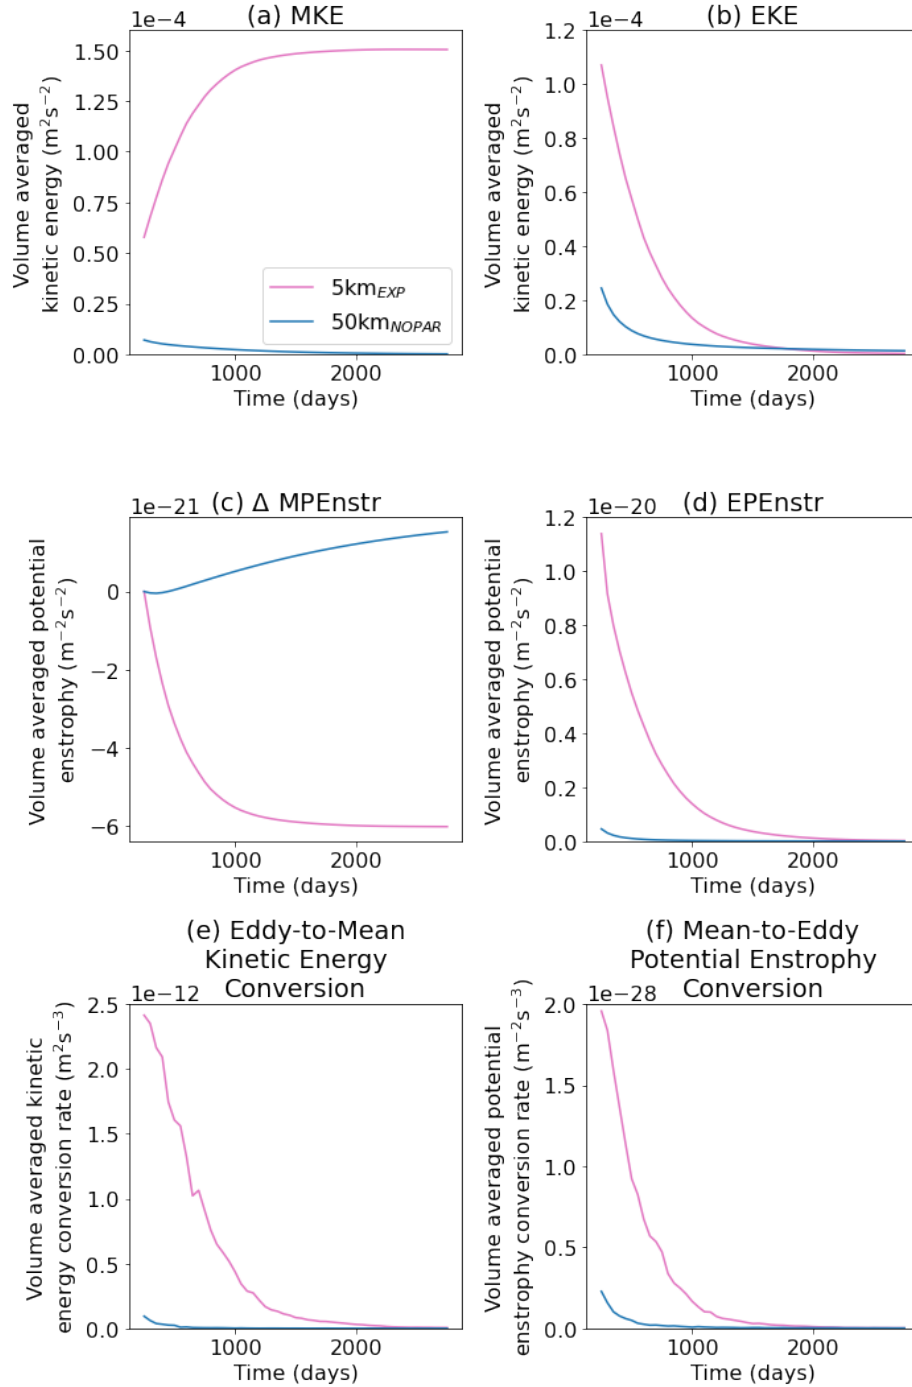 (a) MKE
1e−4
Volume averaged
kinetic energy (m²s⁻²)
1.50
1.25
1.00
0.75
0.50
0.25
0.00
5km_EXP
50km_NOPAR
1000 2000
Time (days)
(b) EKE
1e−4
Volume averaged
kinetic energy (m²s⁻²)
1.2
1.0
0.8
0.6
0.4
0.2
0.0
1000 2000
Time (days)
(c) Δ MPEnstr
1e−21
Volume averaged potential
enstrophy (m⁻²s⁻²)
0
−2
−4
−6
1000 2000
Time (days)
(d) EPEnstr
1e−20
Volume averaged potential
enstrophy (m⁻²s⁻²)
1.2
1.0
0.8
0.6
0.4
0.2
0.0
1000 2000
Time (days)
(e) Eddy-to-Mean
Kinetic Energy
Conversion
1e−12
Volume averaged kinetic
energy conversion rate (m²s⁻³)
2.5
2.0
1.5
1.0
0.5
0.0
1000 2000
Time (days)
(f) Mean-to-Eddy
Potential Enstrophy
Conversion
1e−28
Volume averaged potential
enstrophy conversion rate (m⁻²s⁻³)
2.0
1.5
1.0
0.5
0.0
1000 2000
Time (days)